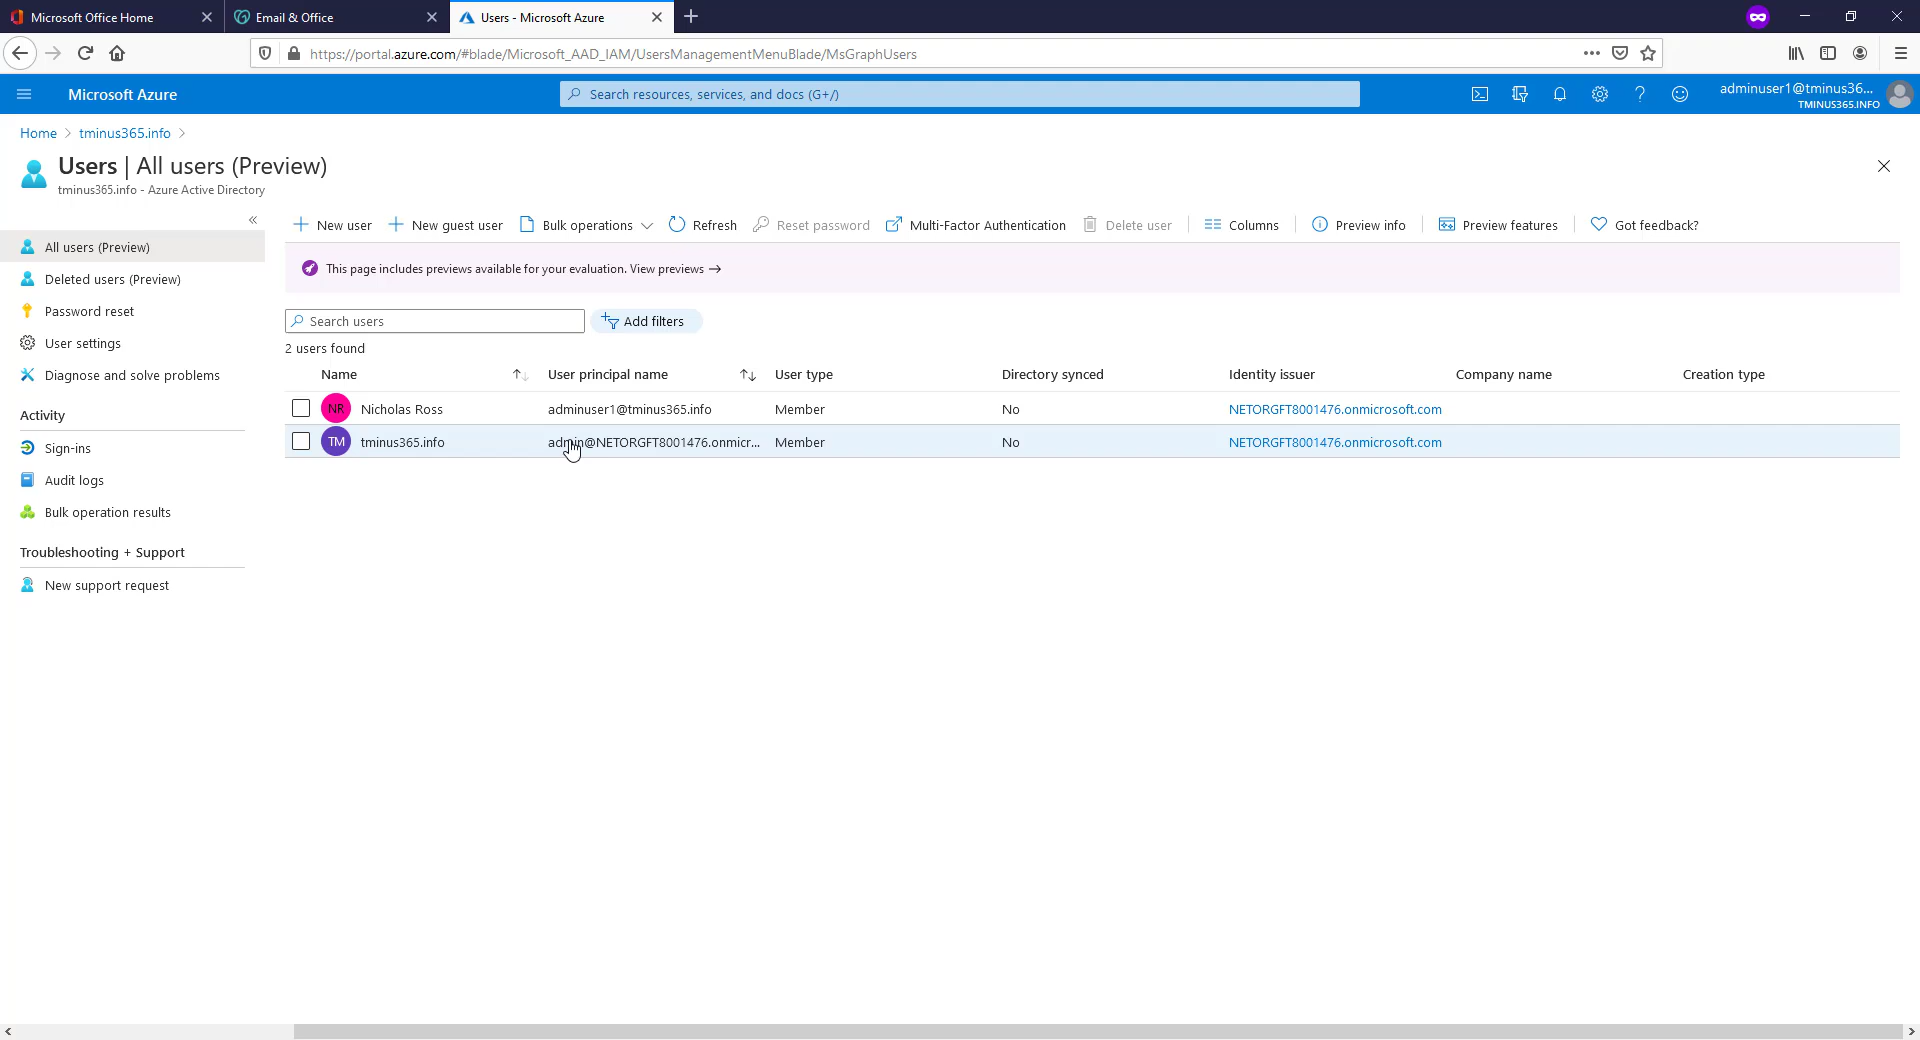 Microsoft Office Home
Email & Office
Users - Microsoft Azure
https://portal.azure.com/#blade/Microsoft_AAD_IAM/UsersManagementMenuBlade/MsGraphUsers
Microsoft Azure
Search resources, services, and docs (G+/)
adminuser1@tminus36...
TMINUS365.INFO
Home > tminus365.info >
Users | All users (Preview)
tminus365.info - Azure Active Directory
New user
New guest user
Bulk operations
Refresh
Reset password
Multi-Factor Authentication
Delete user
Columns
Preview info
Preview features
Got feedback?
All users (Preview)
Deleted users (Preview)
Password reset
User settings
Diagnose and solve problems
Activity
Sign-ins
Audit logs
Bulk operation results
Troubleshooting + Support
New support request
This page includes previews available for your evaluation. View previews →
Search users
Add filters
2 users found
Name User principal name User type Directory synced Identity issuer Company name Creation type
NR Nicholas Ross adminuser1@tminus365.info Member No NETORGFT8001476.onmicrosoft.com
TM tminus365.info admin@NETORGFT8001476.onmicr... Member No NETORGFT8001476.onmicrosoft.com